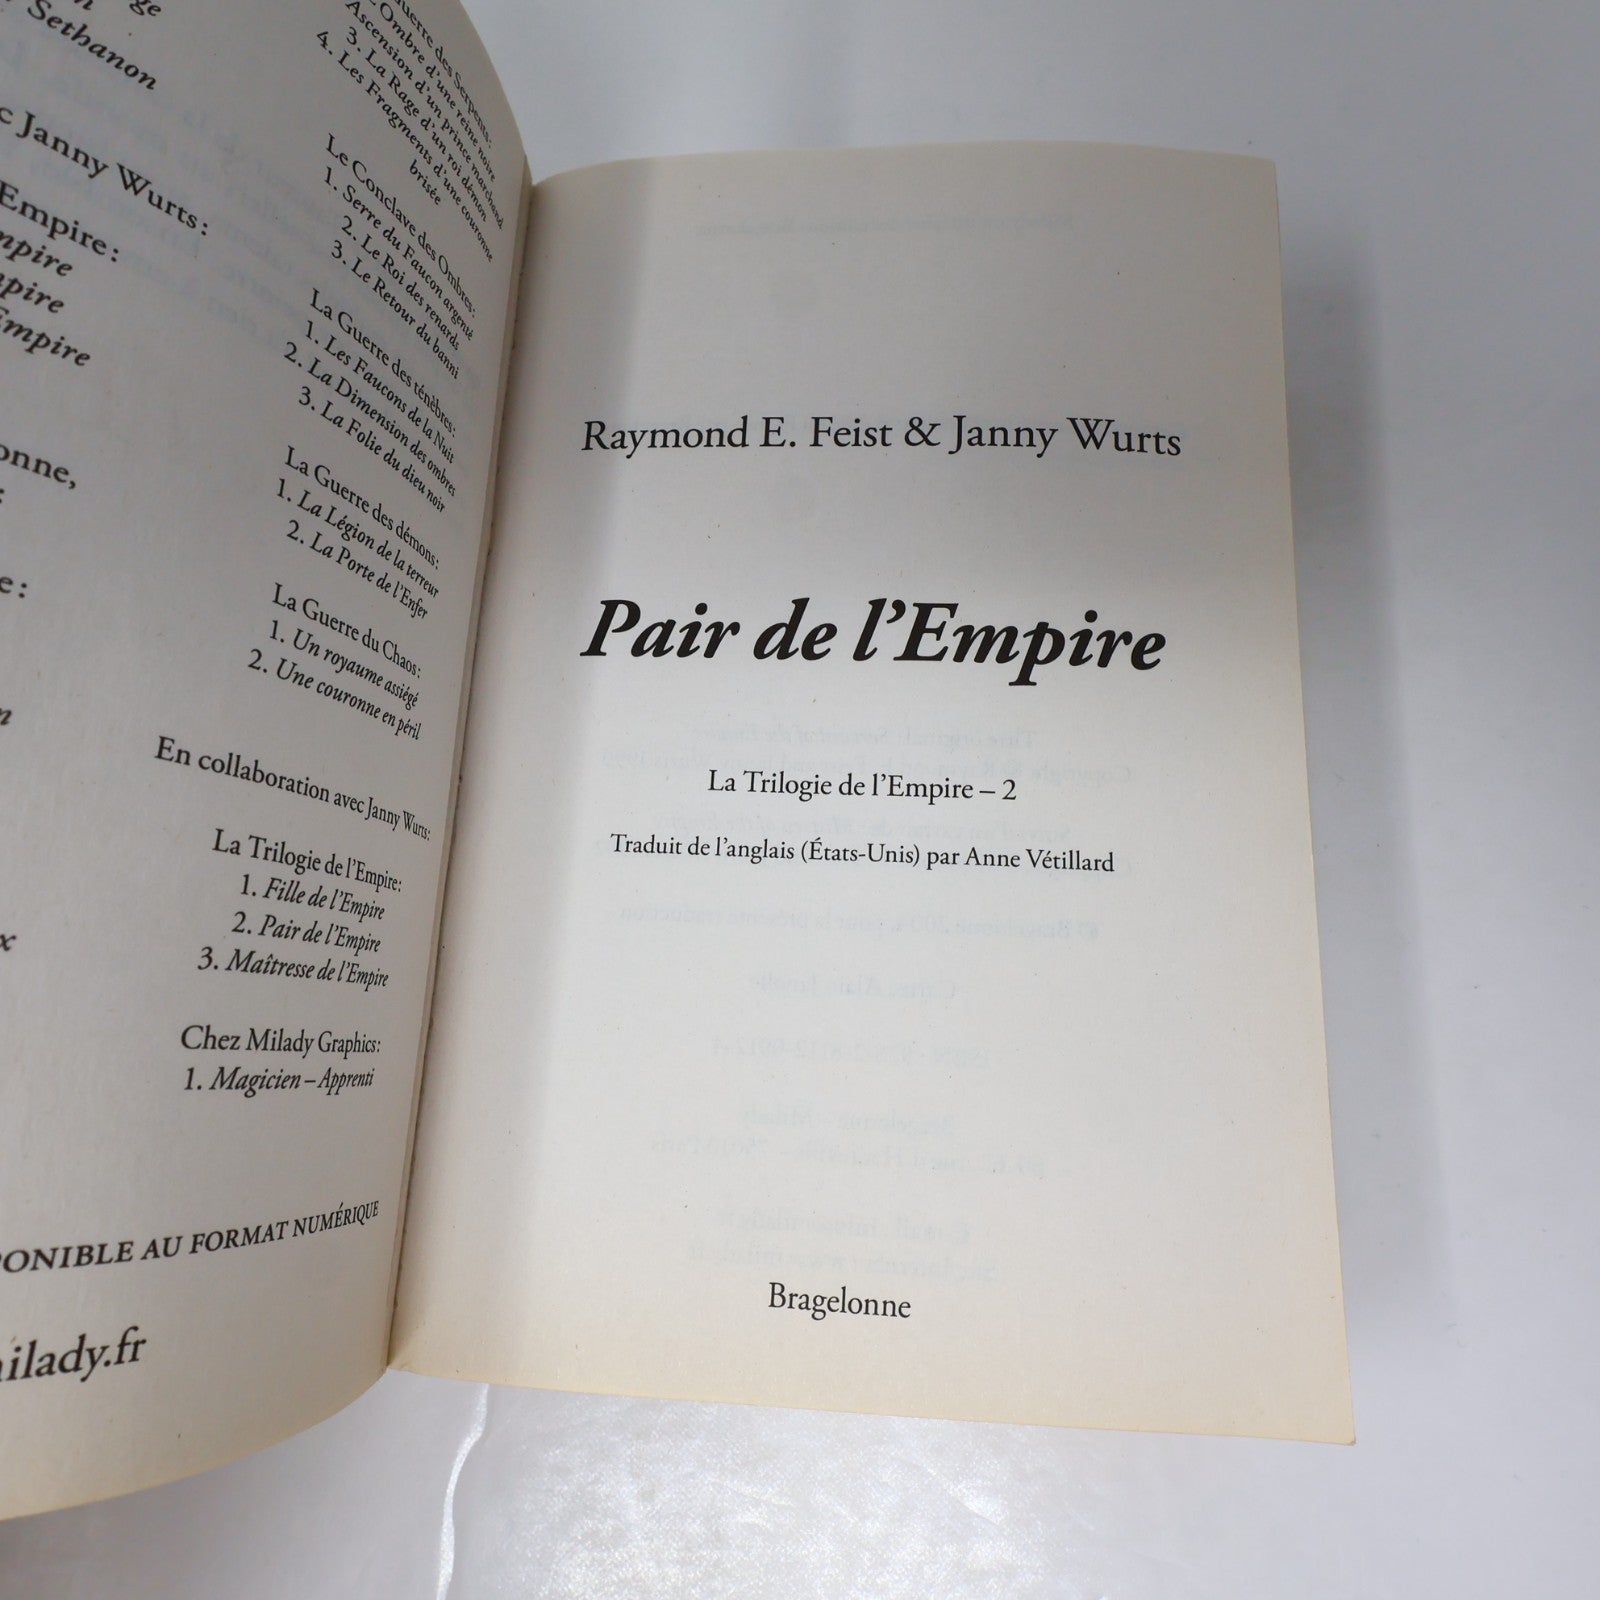 ge
Sethanon
Janny Wurts :
Empire :
mpire
mpire
Empire
onne,
:
e :
x
uerre des Serpents:
Ombre d'une reine noire
Ascension d'un prince marchand
3. La Rage d'un roi démon
4. Les Fragments d'une couronne
brisée
Le Conclave des Ombres:
1. Serre du Faucon argenté
2. Le Roi des renards
3. Le Retour du banni
La Guerre des ténèbres:
1. Les Faucons de la Nuit
2. La Dimension des ombres
3. La Folie du dieu noir
La Guerre des démons:
1. La Légion de la terreur
2. La Porte de l'Enfer
La Guerre du Chaos:
1. Un royaume assiégé
2. Une couronne en péril
En collaboration avec Janny Wurts:
La Trilogie de l'Empire:
1. Fille de l'Empire
2. Pair de l'Empire
3. Maîtresse de l'Empire
Chez Milady Graphics:
1. Magicien – Apprenti
PONIBLE AU FORMAT NUMÉRIQUE
ilady.fr
Raymond E. Feist & Janny Wurts
Pair de l'Empire
La Trilogie de l'Empire – 2
Traduit de l'anglais (États-Unis) par Anne Vétillard
Bragelonne